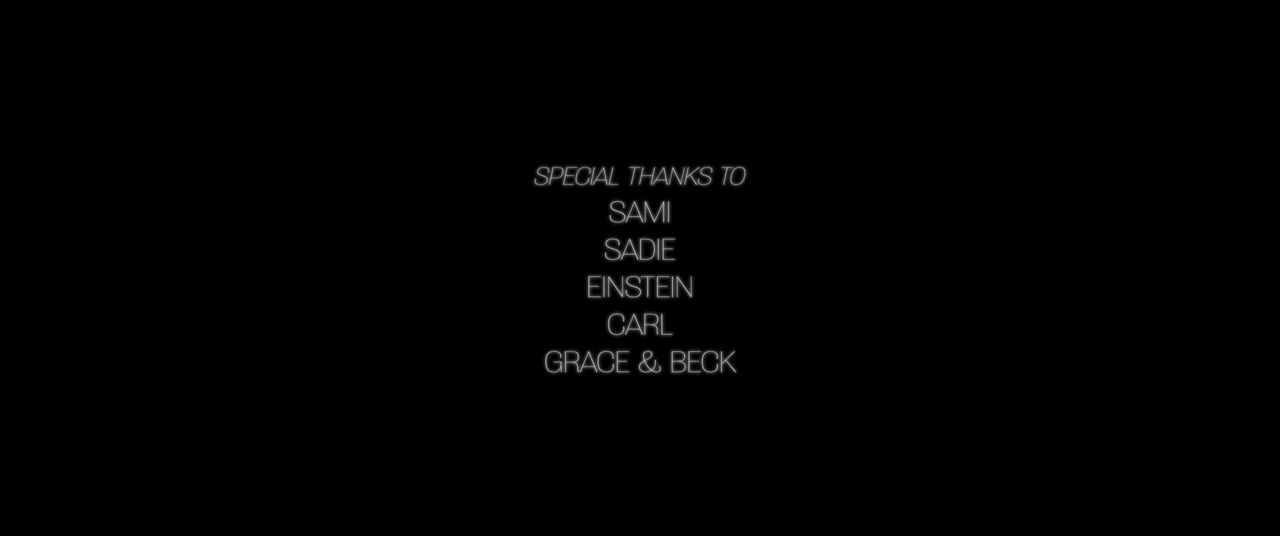 SPECIAL THANKS TO
SAMI
SADIE
EINSTEIN
CARL
GRACE & BECK